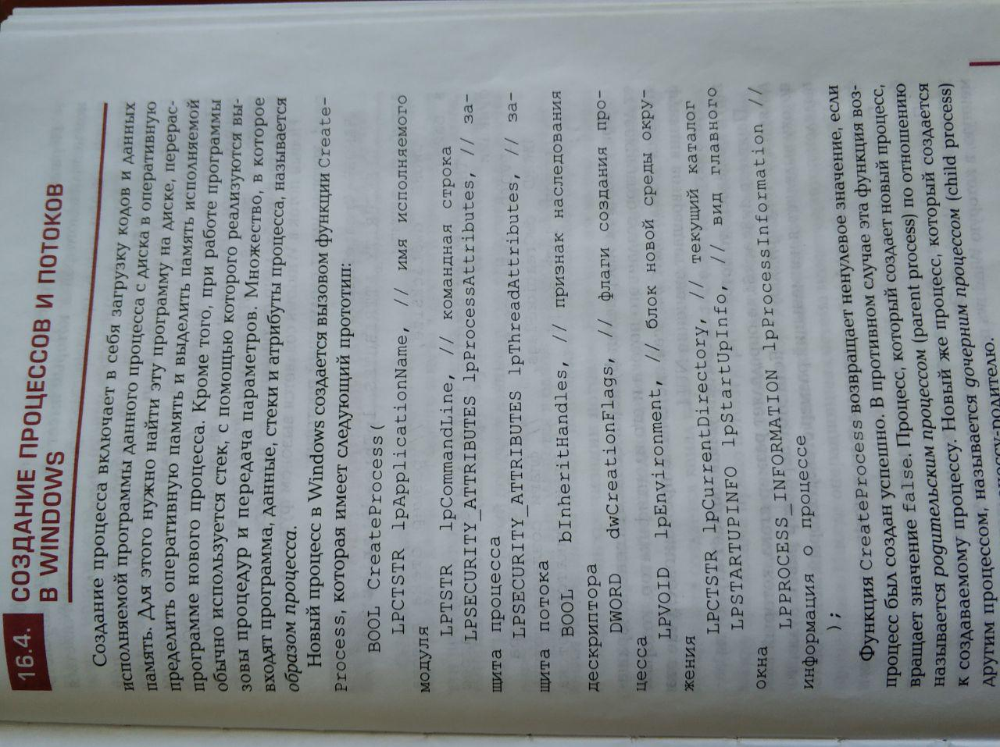 16.4. СОЗДАНИЕ ПРОЦЕССОВ И ПОТОКОВ
В WINDOWS
Создание процесса включает в себя загрузку кодов и данных
исполняемой программы данного процесса с диска в оперативную
память. Для этого нужно найти эту программу на диске, перерас-
пределить оперативную память и выделить память исполняемой
программе нового процесса. Кроме того, при работе программы
обычно используется стек, с помощью которого реализуются вы-
зовы процедур и передача параметров. Множество, в которое
входят программа, данные, стеки и атрибуты процесса, называется
образом процесса.
Новый процесс в Windows создается вызовом функции Create-
Process, которая имеет следующий прототип:
BOOL CreateProcess(
LPCTSTR lpApplicationName, // имя исполняемого
модуля
LPTSTR lpCommandLine, // командная строка
LPSECURITY_ATTRIBUTES lpProcessAttributes, // за-
щита процесса
LPSECURITY_ATTRIBUTES lpThreadAttributes, // за-
щита потока
BOOL bInheritHandles, // признак наследования
дескриптора
DWORD dwCreationFlags, // флаги создания про-
цесса
LPVOID lpEnvironment, // блок новой среды окру-
жения
LPCTSTR lpCurrentDirectory, // текущий каталог
LPSTARTUPINFO lpStartUpInfo, // вид главного
окна
LPPROCESS_INFORMATION lpProcessInformation //
информация о процессе
);
Функция CreateProcess возвращает ненулевое значение, если
процесс был создан успешно. В противном случае эта функция воз-
вращает значение false. Процесс, который создает новый процесс,
называется родительским процессом (parent process) по отношению
к создаваемому процессу. Новый же процесс, который создается
другим процессом, называется дочерним процессом (child process)